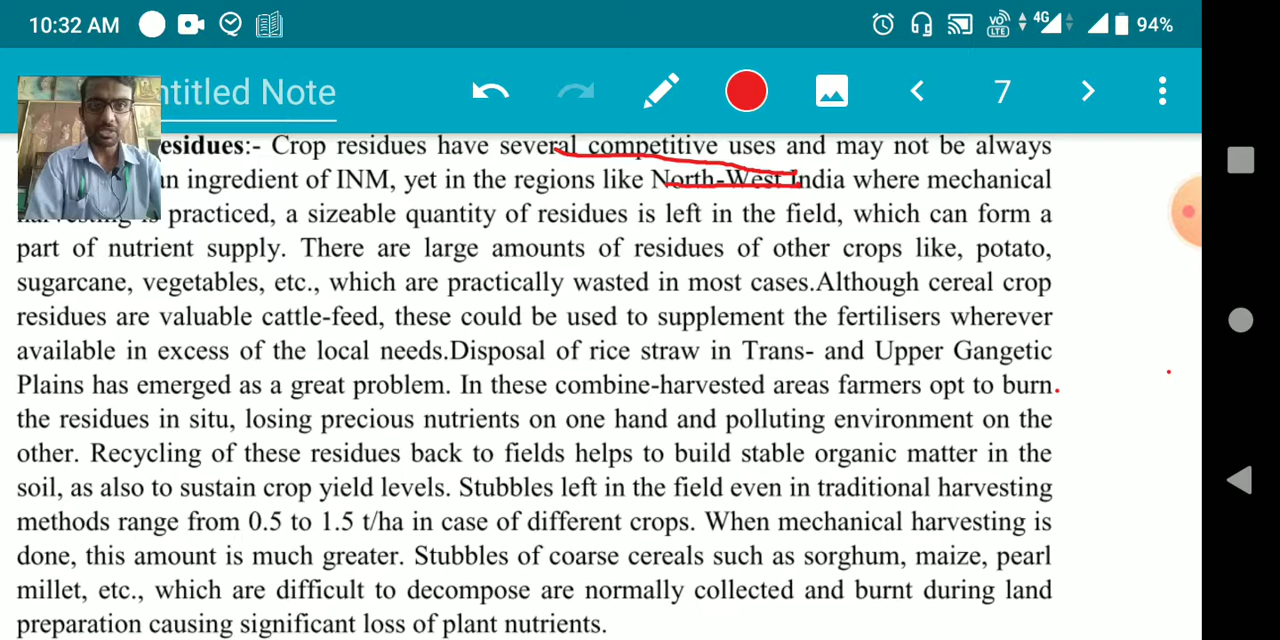 10:32 AM
VO)) LTE 4G 94%
ntitled Note
7
esidues:- Crop residues have several competitive uses and may not be always
an ingredient of INM, yet in the regions like North-West India where mechanical
harvesting is practiced, a sizeable quantity of residues is left in the field, which can form a
part of nutrient supply. There are large amounts of residues of other crops like, potato,
sugarcane, vegetables, etc., which are practically wasted in most cases.Although cereal crop
residues are valuable cattle-feed, these could be used to supplement the fertilisers wherever
available in excess of the local needs.Disposal of rice straw in Trans- and Upper Gangetic
Plains has emerged as a great problem. In these combine-harvested areas farmers opt to burn
the residues in situ, losing precious nutrients on one hand and polluting environment on the
other. Recycling of these residues back to fields helps to build stable organic matter in the
soil, as also to sustain crop yield levels. Stubbles left in the field even in traditional harvesting
methods range from 0.5 to 1.5 t/ha in case of different crops. When mechanical harvesting is
done, this amount is much greater. Stubbles of coarse cereals such as sorghum, maize, pearl
millet, etc., which are difficult to decompose are normally collected and burnt during land
preparation causing significant loss of plant nutrients.